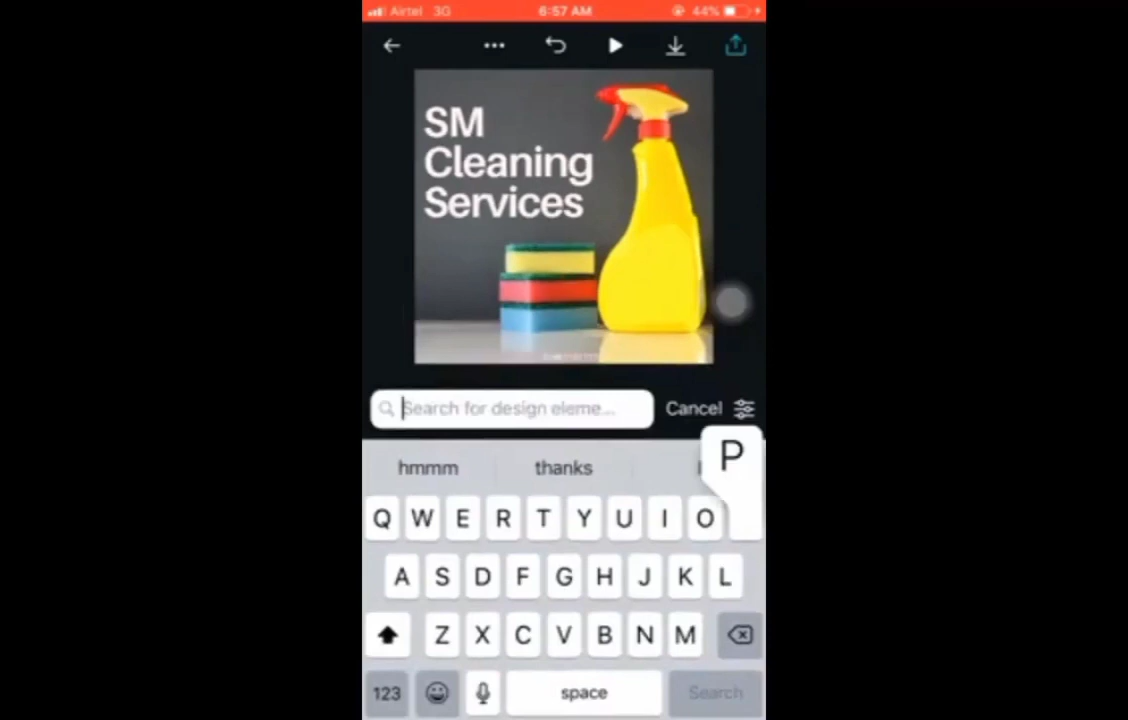 Airtel 3G 6:57 AM 44%
SM
Cleaning
Services
Search for design eleme...
Cancel
hmmm thanks
P
Q W E R T Y U I O
A S D F G H J K L
Z X C V B N M
123 space Search